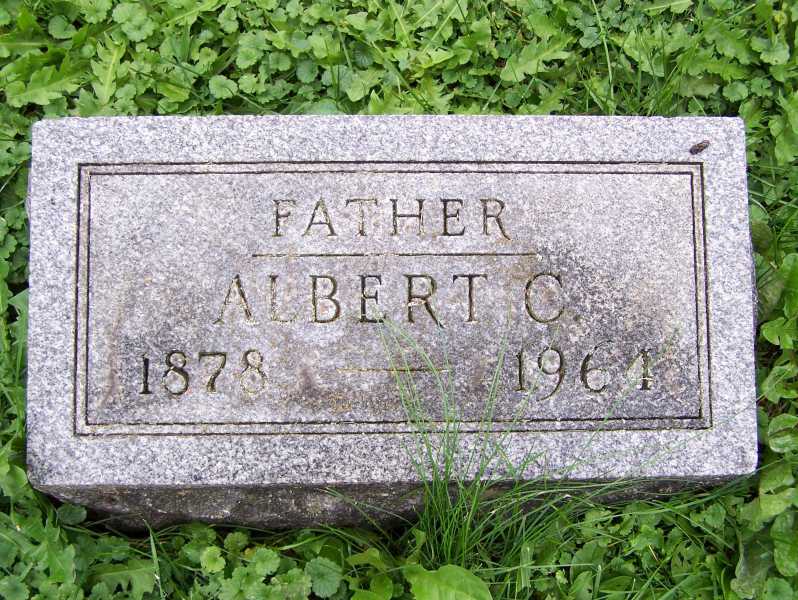 FATHER
ALBERT C.
1878 — 1964